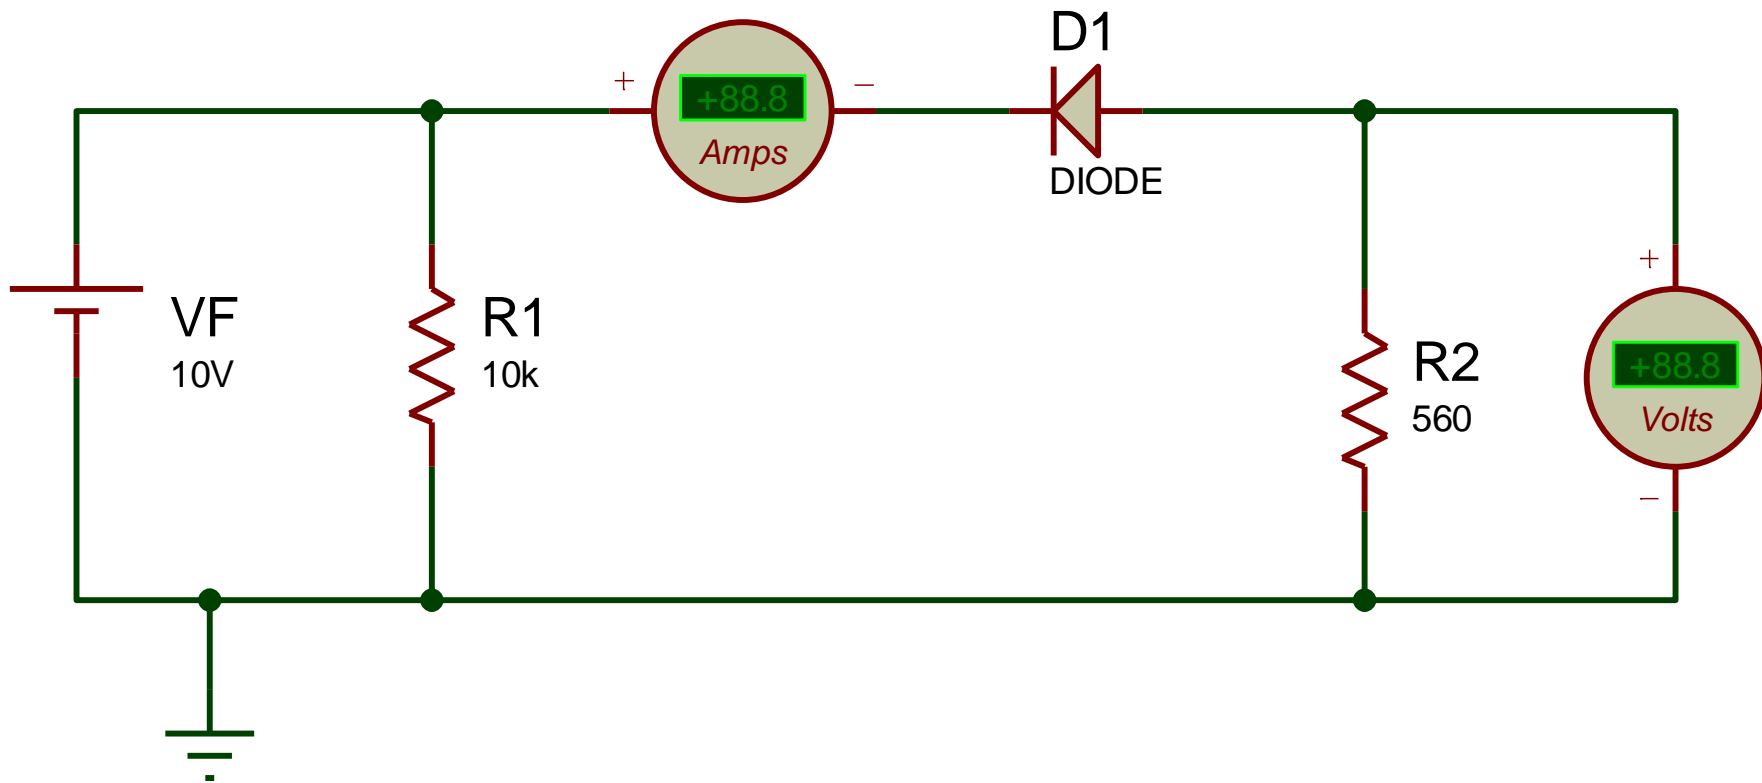 D1
+
+88.8
−
Amps
DIODE
VF
10V
R1
10k
R2
560
+
+88.8
Volts
−